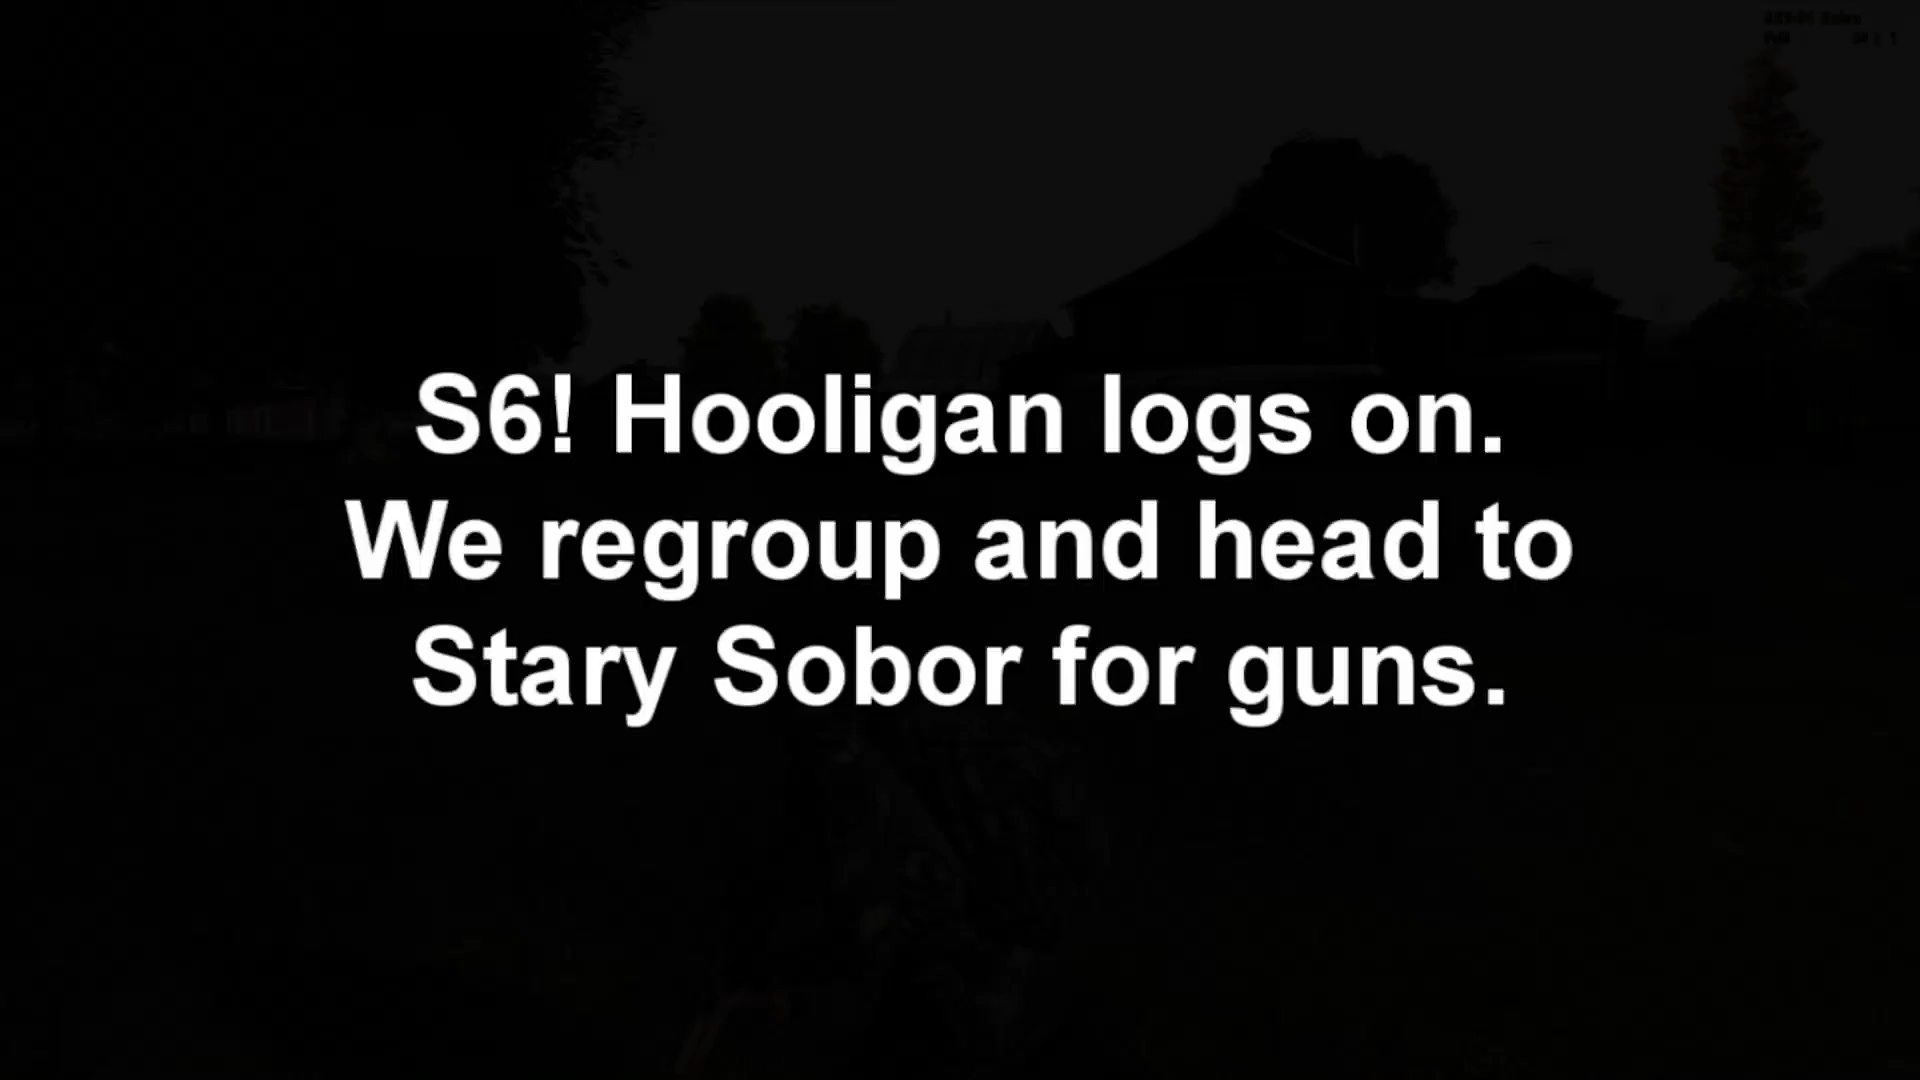 S6! Hooligan logs on.
We regroup and head to
Stary Sobor for guns.